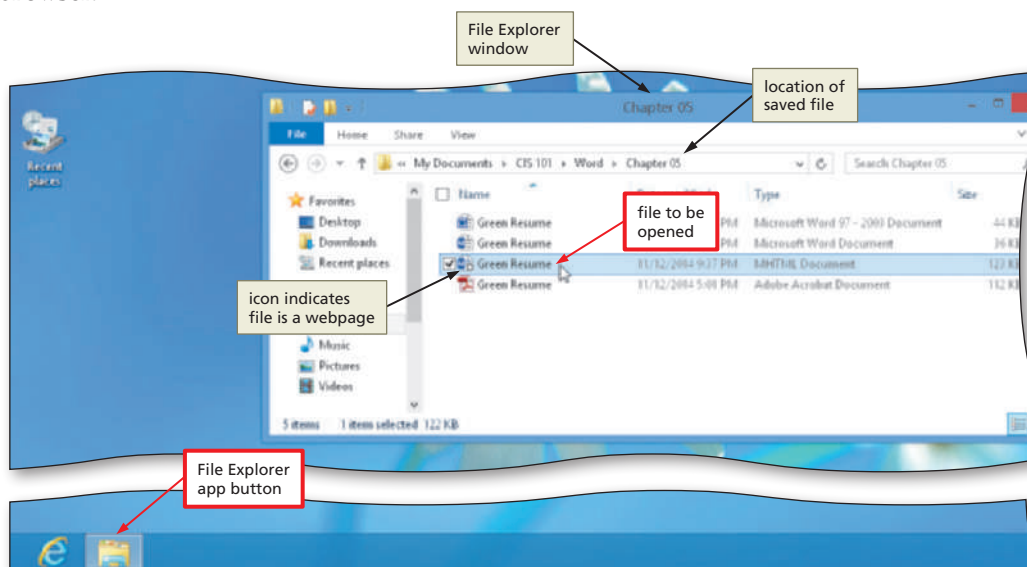 File Explorer
window
location of
saved file
Chapter 05
File Home Share View
« My Documents ▸ CIS 101 ▸ Word ▸ Chapter 05
Search Chapter 05
Recent
places
Favorites
Desktop
Downloads
Recent places
Music
Pictures
Videos
Name Type Size
Green Resume PM Microsoft Word 97 - 2003 Document 44 KB
Green Resume PM Microsoft Word Document 36 KB
Green Resume 11/12/2014 9:37 PM MHTML Document 123 KB
Green Resume 11/12/2014 5:08 PM Adobe Acrobat Document 112 KB
file to be
opened
icon indicates
file is a webpage
5 items 1 item selected 122 KB
File Explorer
app button